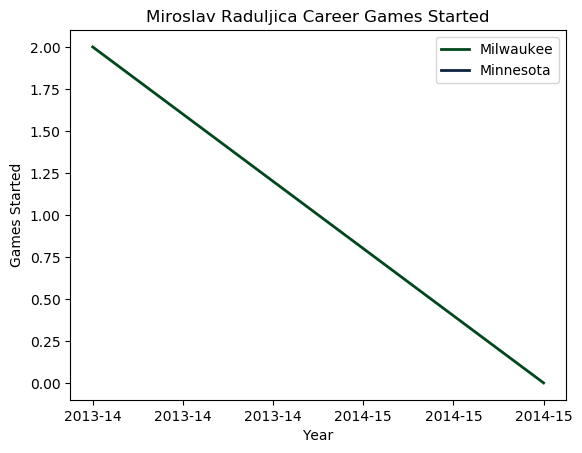 Miroslav Raduljica Career Games Started
Milwaukee
Minnesota
2.00
1.75
1.50
1.25
1.00
0.75
0.50
0.25
0.00
Games Started
2013-14 2013-14 2013-14 2014-15 2014-15 2014-15
Year